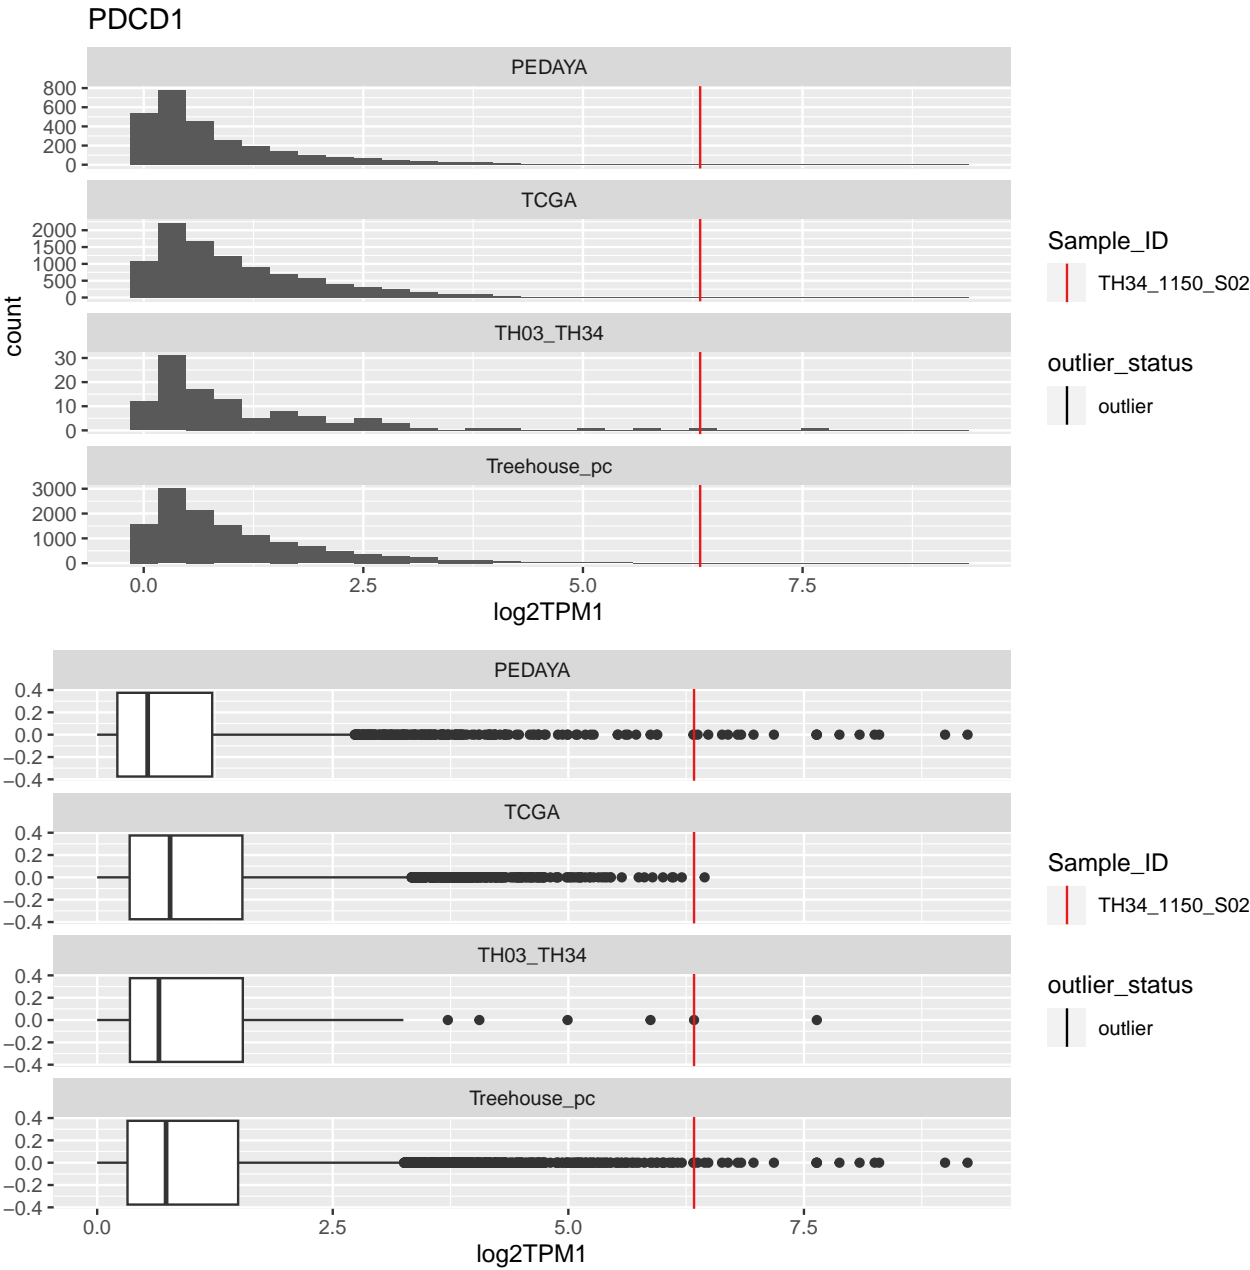 PDCD1
PEDAYA
800
600
400
200
0
TCGA
2000
1500
1000
500
0
TH03_TH34
30
20
10
0
Treehouse_pc
3000
2000
1000
0
0.0 2.5 5.0 7.5
log2TPM1
count
Sample_ID
TH34_1150_S02
outlier_status
outlier
PEDAYA
0.4
0.2
0.0
−0.2
−0.4
TCGA
0.4
0.2
0.0
−0.2
−0.4
TH03_TH34
0.4
0.2
0.0
−0.2
−0.4
Treehouse_pc
0.4
0.2
0.0
−0.2
−0.4
0.0 2.5 5.0 7.5
log2TPM1
Sample_ID
TH34_1150_S02
outlier_status
outlier